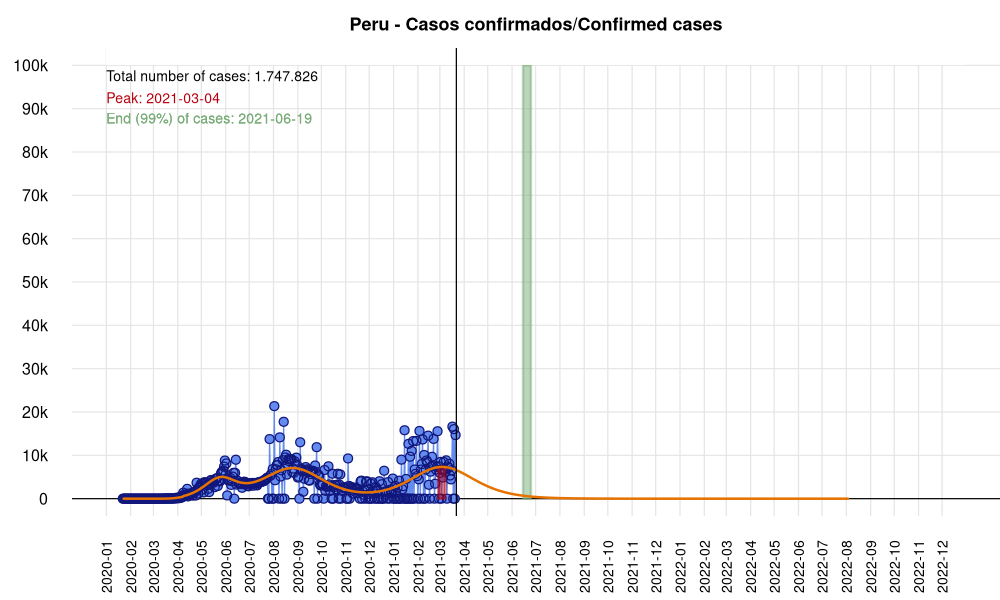 Peru - Casos confirmados/Confirmed cases
Total number of cases: 1.747.826
Peak: 2021-03-04
End (99%) of cases: 2021-06-19
100k
90k
80k
70k
60k
50k
40k
30k
20k
10k
0
2020-01
2020-02
2020-03
2020-04
2020-05
2020-06
2020-07
2020-08
2020-09
2020-10
2020-11
2020-12
2021-01
2021-02
2021-03
2021-04
2021-05
2021-06
2021-07
2021-08
2021-09
2021-10
2021-11
2021-12
2022-01
2022-02
2022-03
2022-04
2022-05
2022-06
2022-07
2022-08
2022-09
2022-10
2022-11
2022-12